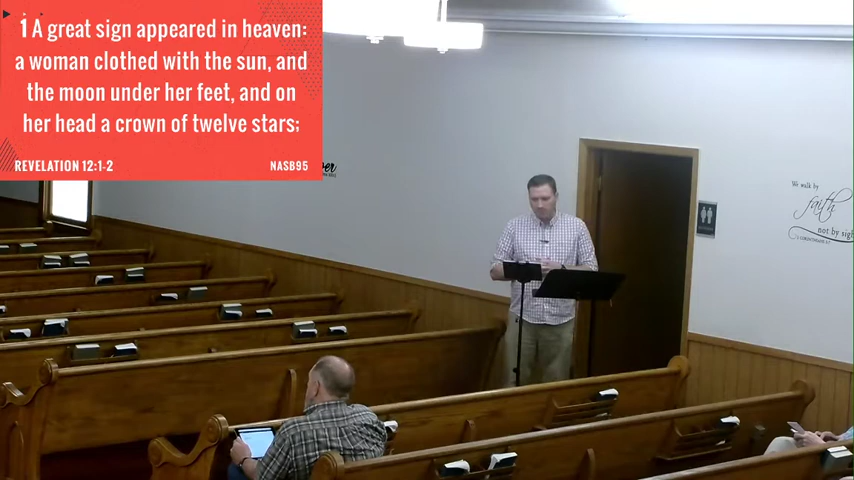 1 A great sign appeared in heaven:
a woman clothed with the sun, and
the moon under her feet, and on
her head a crown of twelve stars;
REVELATION 12:1-2
NASB95
We walk by
faith
not by sigh